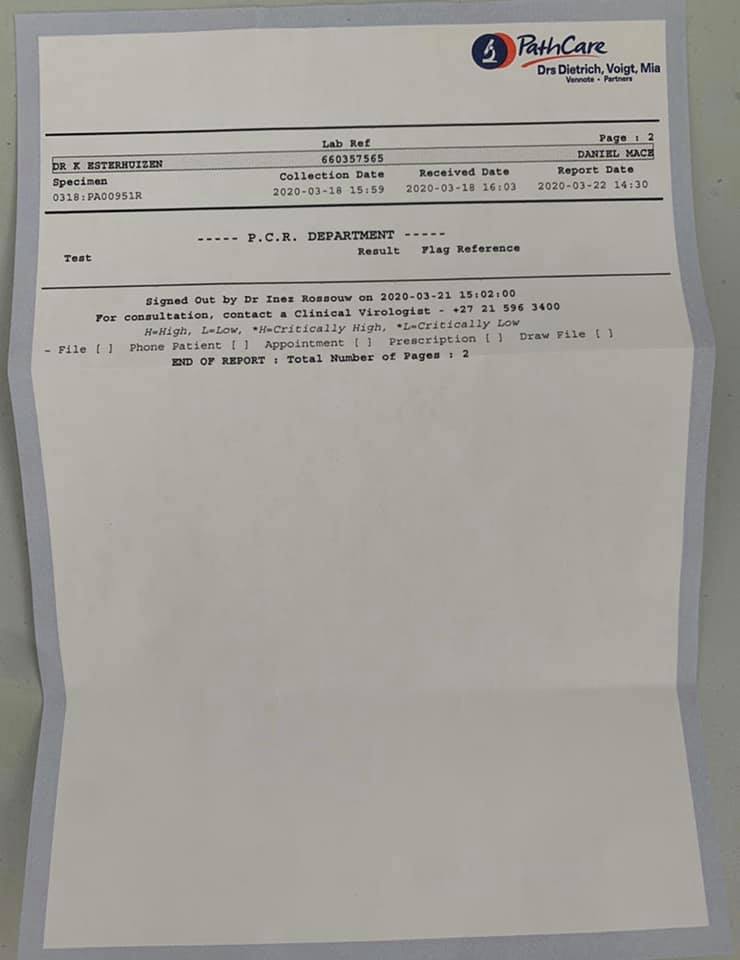 PathCare
Drs Dietrich, Voigt, Mia
Vennote • Partners
Lab Ref Page : 2
DR K ESTERHUIZEN 660357565 DANIEL MACE
Specimen Collection Date Received Date Report Date
0318:PA00951R 2020-03-18 15:59 2020-03-18 16:03 2020-03-22 14:30
----- P.C.R. DEPARTMENT -----
Test Result Flag Reference
Signed Out by Dr Inez Rossouw on 2020-03-21 15:02:00
For consultation, contact a Clinical Virologist - +27 21 596 3400
H=High, L=Low, *H=Critically High, *L=Critically Low
- File [ ] Phone Patient [ ] Appointment [ ] Prescription [ ] Draw File [ ]
END OF REPORT : Total Number of Pages : 2